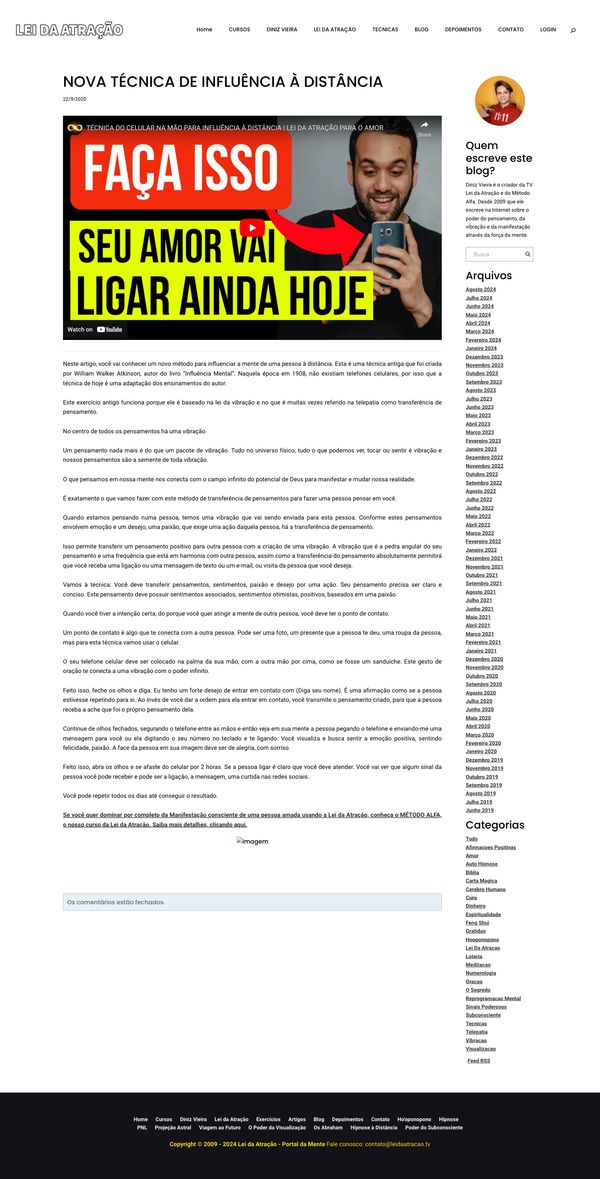 LEI DA ATRAÇÃO
Home CURSOS DINIZ VIEIRA LEI DA ATRAÇÃO TECNICAS BLOG DEPOIMENTOS CONTATO LOGIN
NOVA TÉCNICA DE INFLUÊNCIA À DISTÂNCIA
22/9/2020
TÉCNICA DO CELULAR NA MÃO PARA INFLUÊNCIA À DISTÂNCIA | LEI DA ATRAÇÃO PARA O AMOR
Share
FAÇA ISSO
SEU AMOR VAI
LIGAR AINDA HOJE
Watch on YouTube
Neste artigo, você vai conhecer um novo método para influenciar a mente de uma pessoa à distância. Esta é uma técnica antiga que foi criada
por William Walker Atkinson, autor do livro "Influência Mental". Naquela época em 1908, não existiam telefones celulares, por isso que a
técnica de hoje é uma adaptação dos ensinamentos do autor.
Este exercício antigo funciona porque ele é baseado na lei da vibração e no que é muitas vezes referido na telepatia como transferência de
pensamento.
No centro de todos os pensamentos há uma vibração.
Um pensamento nada mais é do que um pacote de vibração. Tudo no universo físico, tudo o que podemos ver, tocar ou sentir é vibração e
nossos pensamentos são a semente de toda vibração.
O que pensamos em nossa mente nos conecta com o campo infinito do potencial de Deus para manifestar e mudar nossa realidade.
É exatamente o que vamos fazer com este método de transferência de pensamentos para fazer uma pessoa pensar em você.
Quando estamos pensando numa pessoa, temos uma vibração que vai sendo enviada para esta pessoa. Conforme estes pensamentos
envolvem emoção e um desejo, uma paixão, que exige uma ação daquela pessoa, há a transferência de pensamento.
Isso permite transferir um pensamento positivo para outra pessoa com a criação de uma vibração. A vibração que é a pedra angular do seu
pensamento e uma frequência que está em harmonia com outra pessoa, assim como a transferência do pensamento absolutamente permitirá
que você receba uma ligação ou uma mensagem de texto ou um e-mail, ou visita da pessoa que você deseja.
Vamos à técnica: Você deve transferir pensamentos, sentimentos, paixão e desejo por uma ação. Seu pensamento precisa ser claro e
conciso. Este pensamento deve possuir sentimentos associados, sentimentos otimistas, positivos, baseados em uma paixão.
Quando você tiver a intenção certa, do porque você quer atingir a mente de outra pessoa, você deve ter o ponto de contato.
Um ponto de contato é algo que te conecta com a outra pessoa. Pode ser uma foto, um presente que a pessoa te deu, uma roupa da pessoa,
mas para esta técnica vamos usar o celular.
O seu telefone celular deve ser colocado na palma da sua mão, com a outra mão por cima, como se fosse um sanduíche. Este gesto de
oração te conecta a uma vibração com o poder infinito.
Feito isso, feche os olhos e diga: Eu tenho um forte desejo de entrar em contato com (Diga seu nome). É uma afirmação como se a pessoa
estivesse repetindo para si. Ao invés de você dar a ordem para ela entrar em contato, você transmite o pensamento criado, para que a pessoa
receba a ache que foi o próprio pensamento dela.
Continue de olhos fechados, segurando o telefone entre as mãos e então veja em sua mente a pessoa pegando o telefone e enviando-me uma
mensagem para você ou ela digitando o seu número no teclado e te ligando. Você visualiza e busca sentir a emoção positiva, sentindo
felicidade, paixão. A face da pessoa em sua imagem deve ser de alegria, com sorriso.
Feito isso, abra os olhos e se afaste do celular por 2 horas. Se a pessoa ligar é claro que você deve atender. Você vai ver que algum sinal da
pessoa você pode receber e pode ser a ligação, a mensagem, uma curtida nas redes sociais.
Você pode repetir todos os dias até conseguir o resultado.
Se você quer dominar por completo da Manifestação consciente de uma pessoa amada usando a Lei da Atração, conheça o MÉTODO ALFA,
o nosso curso da Lei da Atração. Saiba mais detalhes, clicando aqui.
Imagem
Os comentários estão fechados.
11:11
Quem
escreve este
blog?
Diniz Vieira é o criador da TV
Lei da Atração e do Método
Alfa. Desde 2009 que ele
escreve na Internet sobre o
poder do pensamento, da
vibração e da manifestação
através da força da mente.
Busca
Arquivos
Agosto 2024
Julho 2024
Junho 2024
Maio 2024
Abril 2024
Março 2024
Fevereiro 2024
Janeiro 2024
Dezembro 2023
Novembro 2023
Outubro 2023
Setembro 2023
Agosto 2023
Julho 2023
Junho 2023
Maio 2023
Abril 2023
Março 2023
Fevereiro 2023
Janeiro 2023
Dezembro 2022
Novembro 2022
Outubro 2022
Setembro 2022
Agosto 2022
Julho 2022
Junho 2022
Maio 2022
Abril 2022
Março 2022
Fevereiro 2022
Janeiro 2022
Dezembro 2021
Novembro 2021
Outubro 2021
Setembro 2021
Agosto 2021
Julho 2021
Junho 2021
Maio 2021
Abril 2021
Março 2021
Fevereiro 2021
Janeiro 2021
Dezembro 2020
Novembro 2020
Outubro 2020
Setembro 2020
Agosto 2020
Julho 2020
Junho 2020
Maio 2020
Abril 2020
Março 2020
Fevereiro 2020
Janeiro 2020
Dezembro 2019
Novembro 2019
Outubro 2019
Setembro 2019
Agosto 2019
Julho 2019
Junho 2019
Categorias
Tudo
Afirmacoes Positivas
Amor
Auto Hipnose
Biblia
Carta Magica
Cerebro Humano
Cura
Dinheiro
Espiritualidade
Feng Shui
Gratidao
Hooponopono
Lei Da Atracao
Loteria
Meditacao
Numerologia
Oracao
O Segredo
Reprogramacao Mental
Sinais Poderosos
Subconsciente
Tecnicas
Telepatia
Vibracao
Visualizacao
Feed RSS
Home Cursos Diniz Vieira Lei da Atração Exercícios Artigos Blog Depoimentos Contato Ho'oponopono Hipnose
PNL Projeção Astral Viagem ao Futuro O Poder da Visualização Os Abraham Hipnose à Distância Poder do Subconsciente
Copyright © 2009 - 2024 Lei da Atração - Portal da Mente Fale conosco: contato@leidaatracao.tv